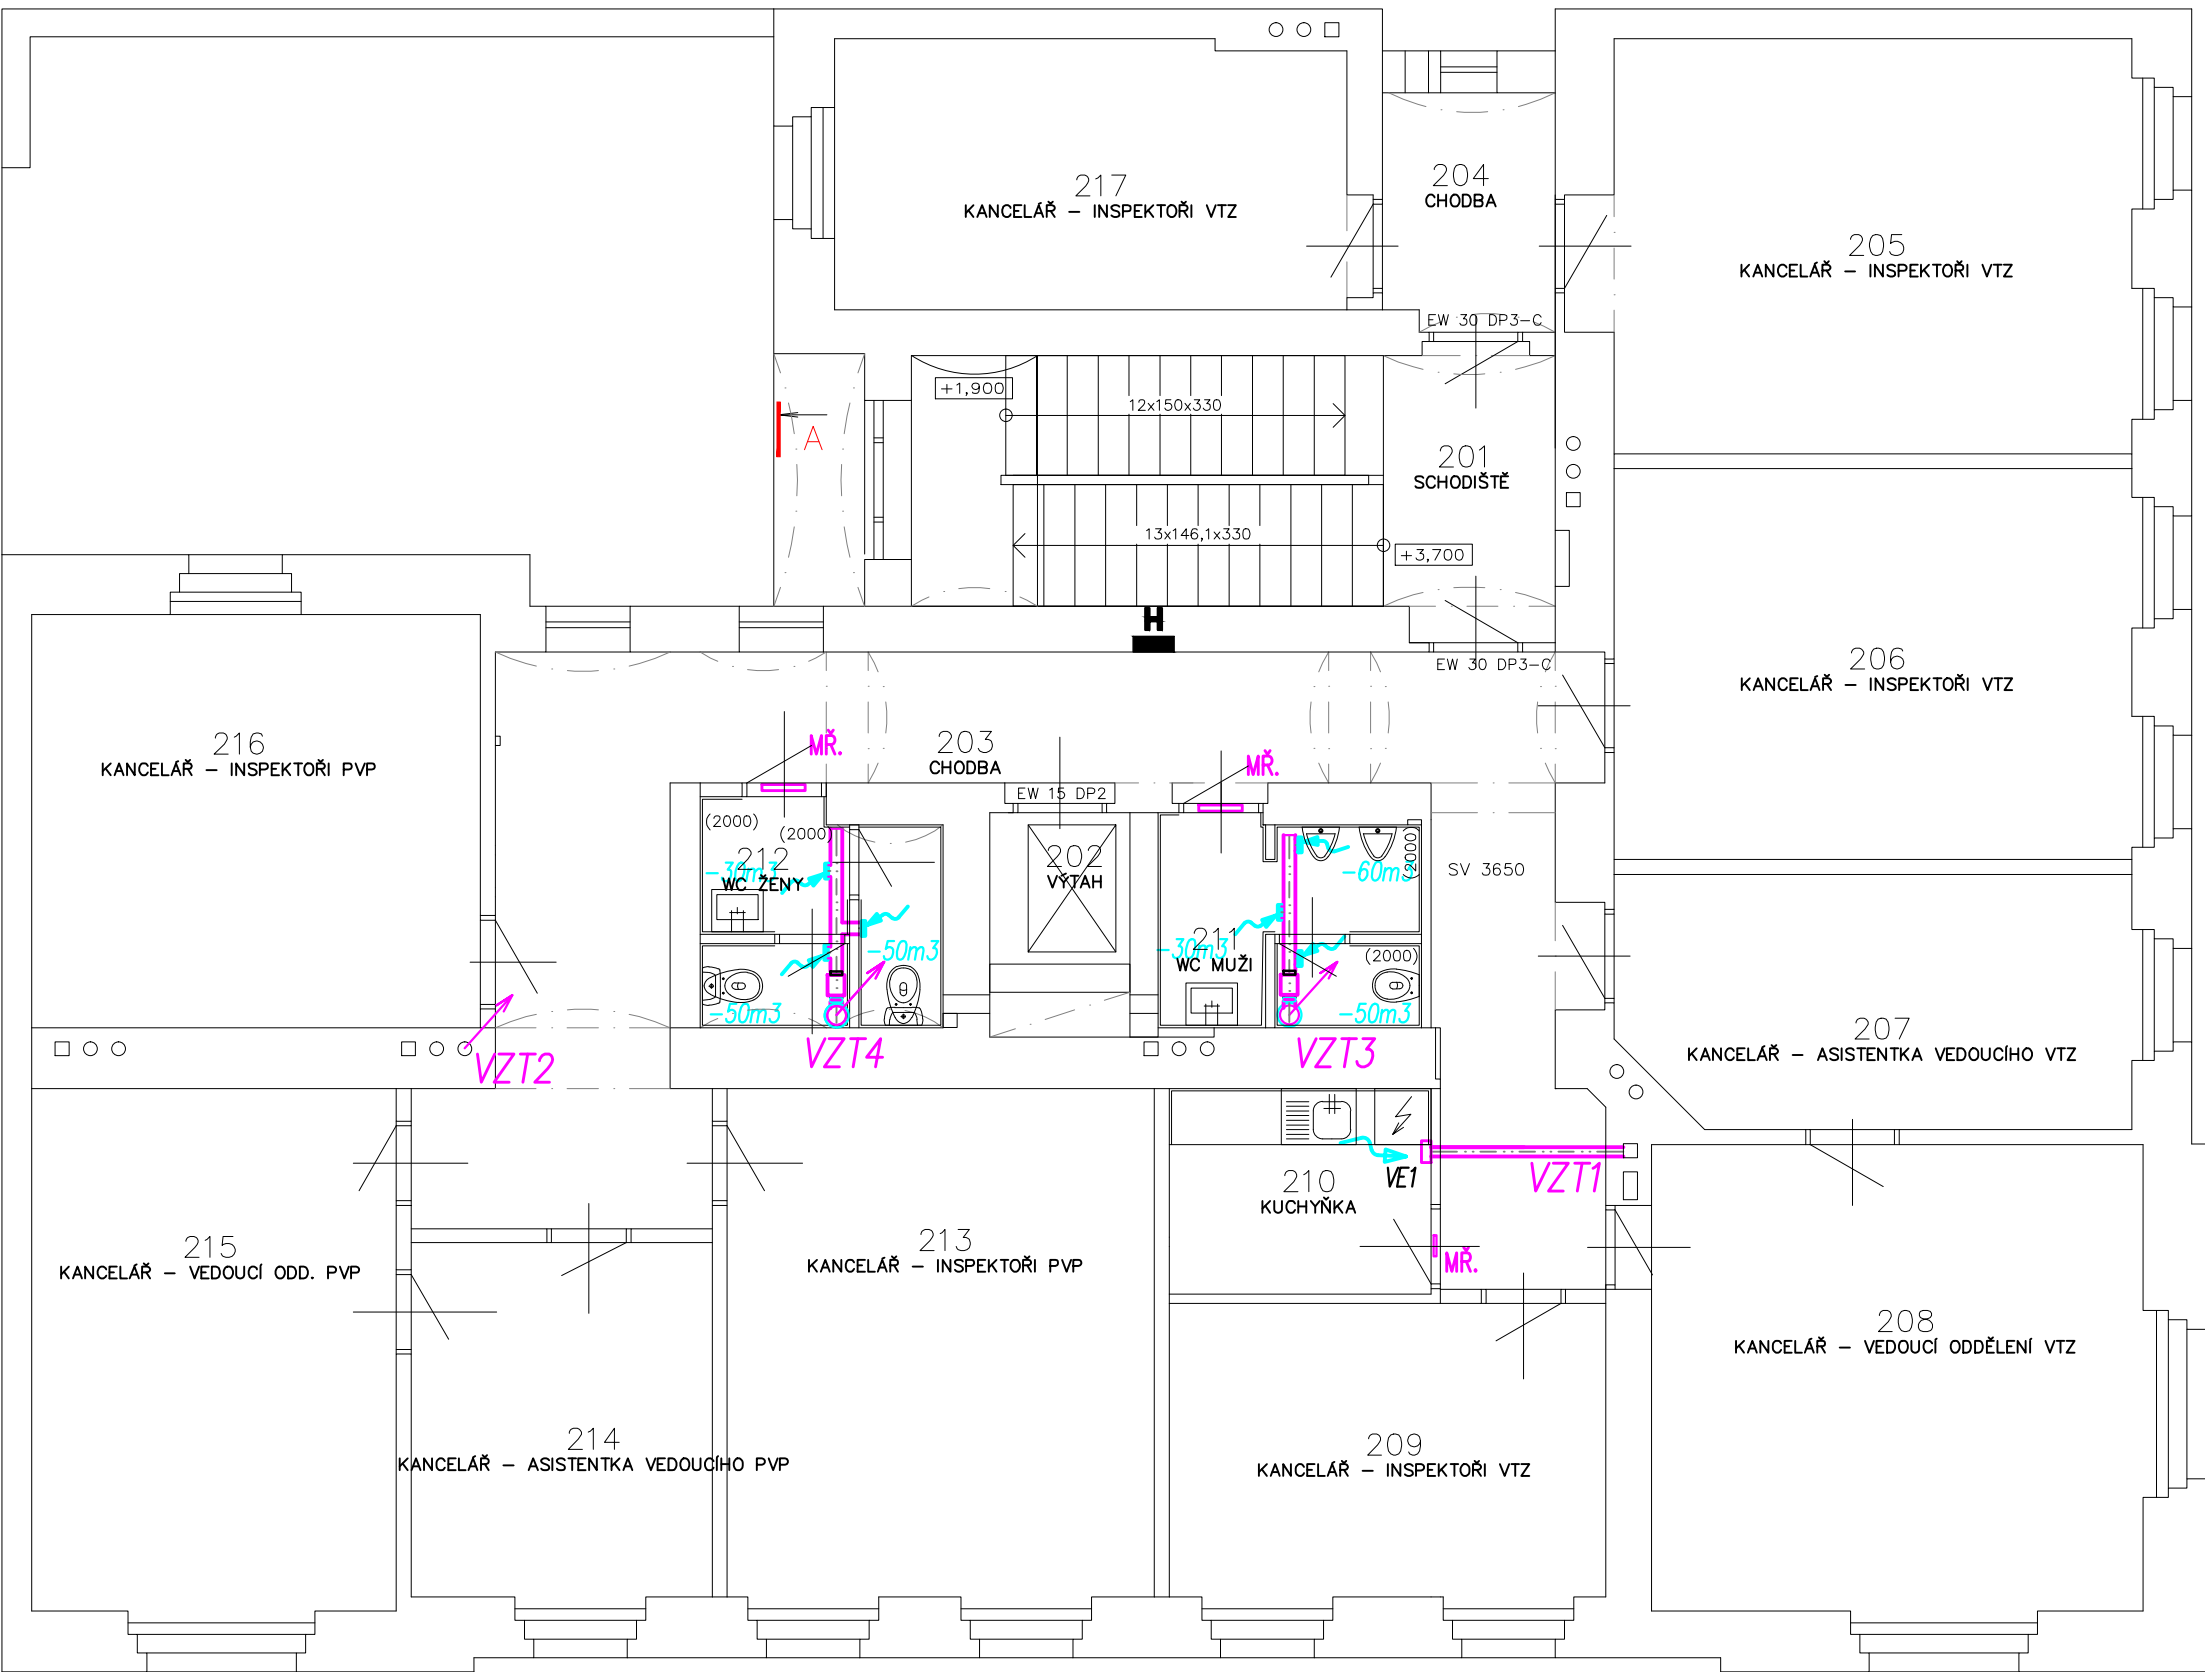 217
KANCELÁŘ – INSPEKTOŘI VTZ
204
CHODBA
205
KANCELÁŘ – INSPEKTOŘI VTZ
EW 30 DP3-C
+1,900
12x150x330
A
201
SCHODIŠTĚ
13x146,1x330
+3,700
H
EW 30 DP3-C
206
KANCELÁŘ – INSPEKTOŘI VTZ
216
KANCELÁŘ – INSPEKTOŘI PVP
MŘ.
203
CHODBA
MŘ.
EW 15 DP2
(2000)
(2000)
212
WC ŽENY
-30m3
202
VÝTAH
-60m3
(2000)
SV 3650
-50m3
211
WC MUŽI
-30m3
(2000)
-50m3
-50m3
207
KANCELÁŘ – ASISTENTKA VEDOUCÍHO VTZ
VZT2
VZT4
VZT3
VE1
VZT1
210
KUCHYŇKA
MŘ.
215
KANCELÁŘ – VEDOUCÍ ODD. PVP
213
KANCELÁŘ – INSPEKTOŘI PVP
208
KANCELÁŘ – VEDOUCÍ ODDĚLENÍ VTZ
214
KANCELÁŘ – ASISTENTKA VEDOUCÍHO PVP
209
KANCELÁŘ – INSPEKTOŘI VTZ